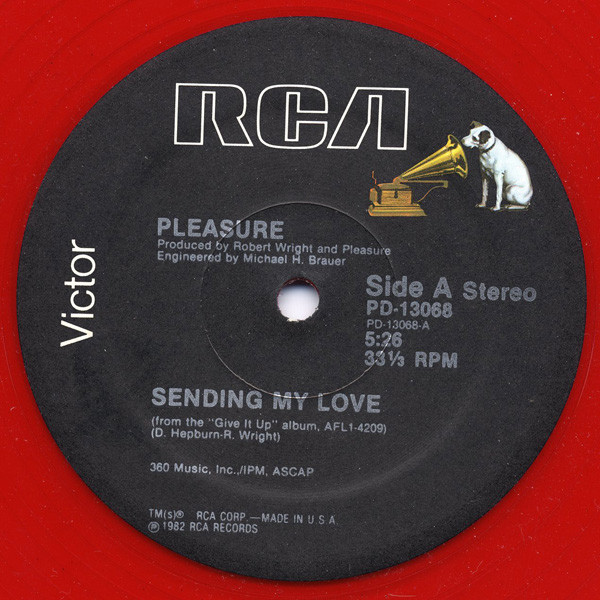 RCA
Victor
PLEASURE
Produced by Robert Wright and Pleasure
Engineered by Michael H. Brauer
Side A Stereo
PD-13068
PD-13068-A
5:26
33⅓ RPM
SENDING MY LOVE
(from the "Give It Up" album, AFL1-4209)
(D. Hepburn-R. Wright)
360 Music, Inc./IPM, ASCAP
TM(s)® RCA CORP.—MADE IN U.S.A.
℗ 1982 RCA RECORDS